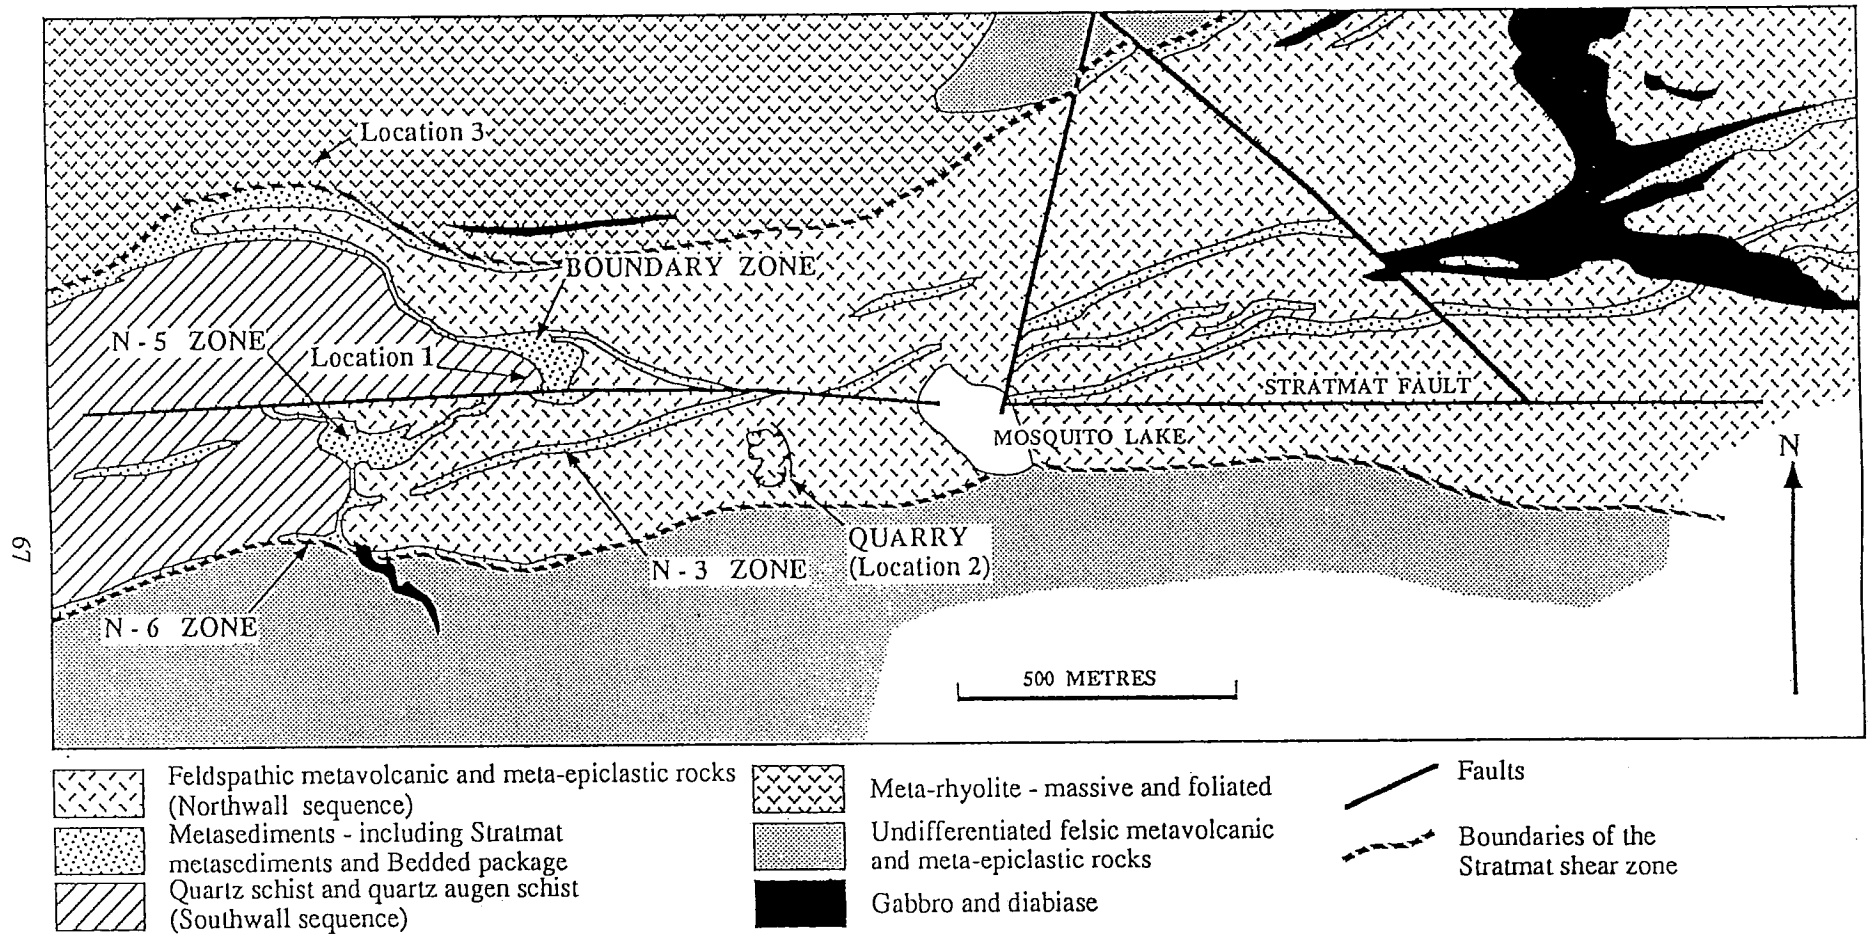 Location 3
BOUNDARY ZONE
N - 5 ZONE
Location 1
STRATMAT FAULT
MOSQUITO LAKE
N
QUARRY
(Location 2)
N - 3 ZONE
N - 6 ZONE
500 METRES
67
Feldspathic metavolcanic and meta-epiclastic rocks
(Northwall sequence)
Metasediments - including Stratmat
metasediments and Bedded package
Quartz schist and quartz augen schist
(Southwall sequence)
Meta-rhyolite - massive and foliated
Undifferentiated felsic metavolcanic
and meta-epiclastic rocks
Gabbro and diabiase
Faults
Boundaries of the
Stratmat shear zone